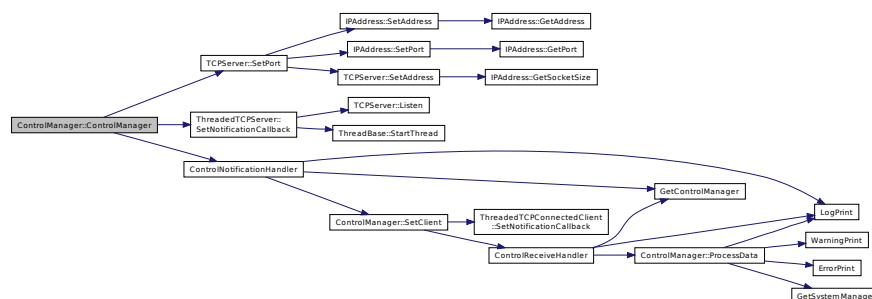 IPAddress::SetAddress
IPAddress::GetAddress
IPAddress::SetPort
IPAddress::GetPort
TCPServer::SetPort
TCPServer::SetAddress
IPAddress::GetSocketSize
TCPServer::Listen
ThreadedTCPServer::
SetNotificationCallback
ControlManager::ControlManager
ThreadBase::StartThread
ControlNotificationHandler
GetControlManager
LogPrint
ControlManager::SetClient
ThreadedTCPConnectedClient
::SetNotificationCallback
WarningPrint
ControlReceiveHandler
ControlManager::ProcessData
ErrorPrint
GetSystemManage